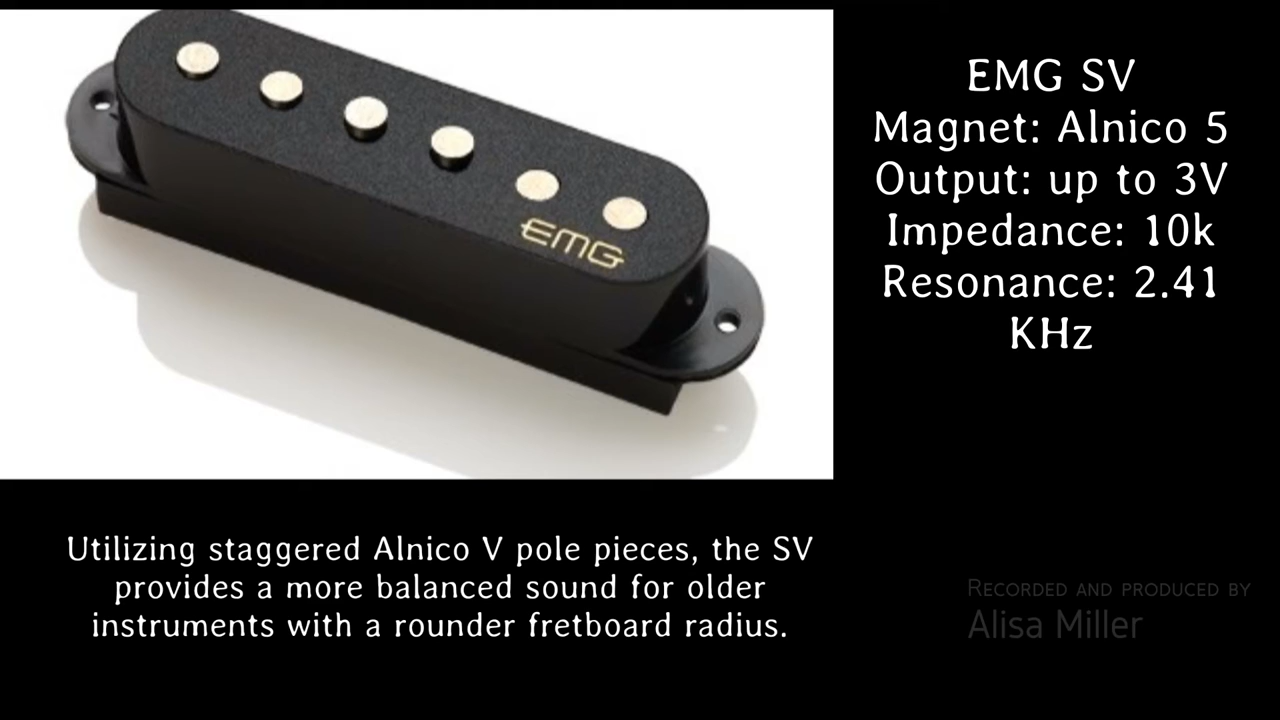 EMG
EMG SV
Magnet: Alnico 5
Output: up to 3V
Impedance: 10k
Resonance: 2.41
KHz
Utilizing staggered Alnico V pole pieces, the SV
provides a more balanced sound for older
instruments with a rounder fretboard radius.
Recorded and produced by
Alisa Miller